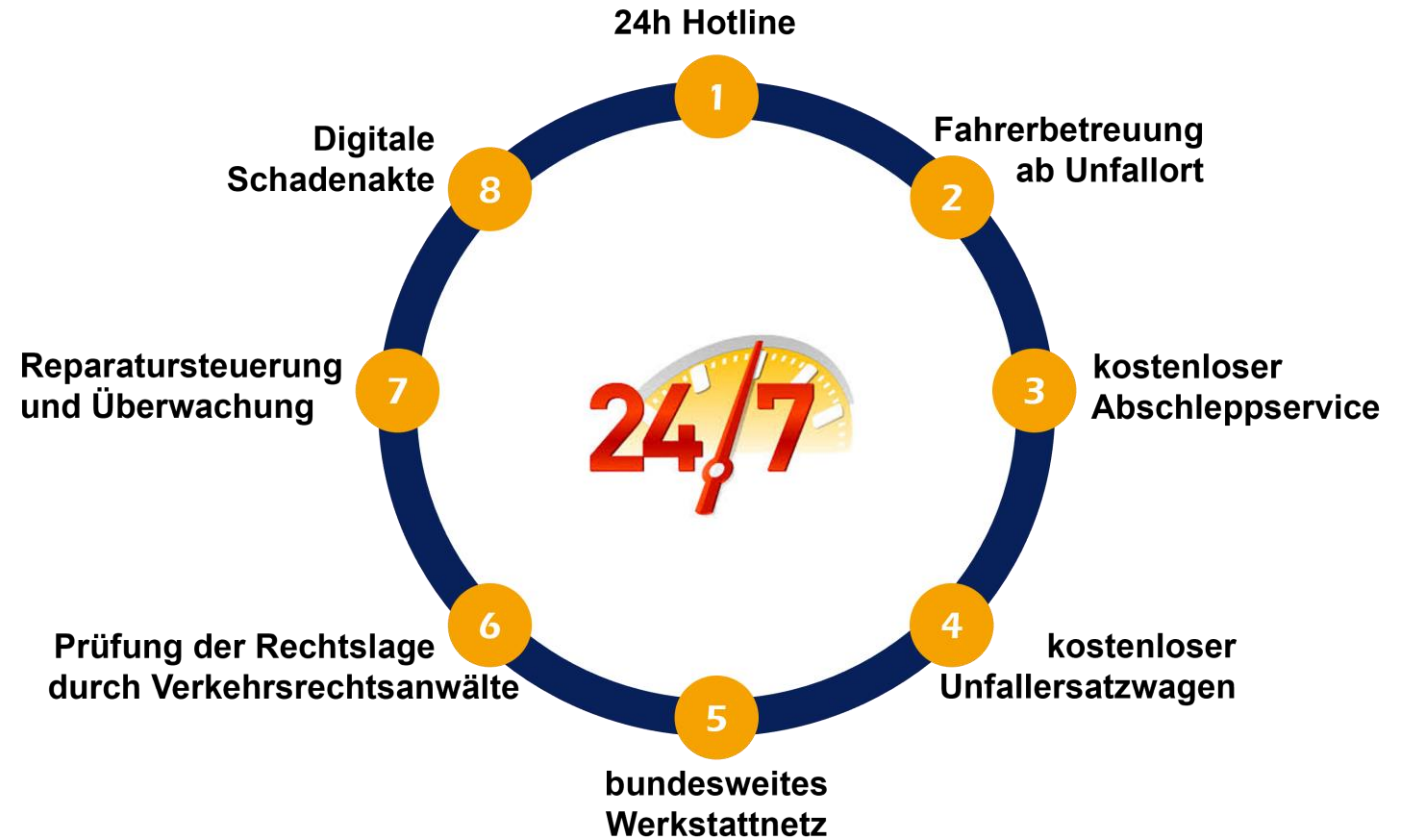 24h Hotline
1
Fahrerbetreuung
ab Unfallort
2
kostenloser
Abschleppservice
3
kostenloser
Unfallersatzwagen
4
bundesweites
Werkstattnetz
5
Prüfung der Rechtslage
durch Verkehrsrechtsanwälte
6
Reparatursteuerung
und Überwachung
7
Digitale
Schadenakte
8
24/7